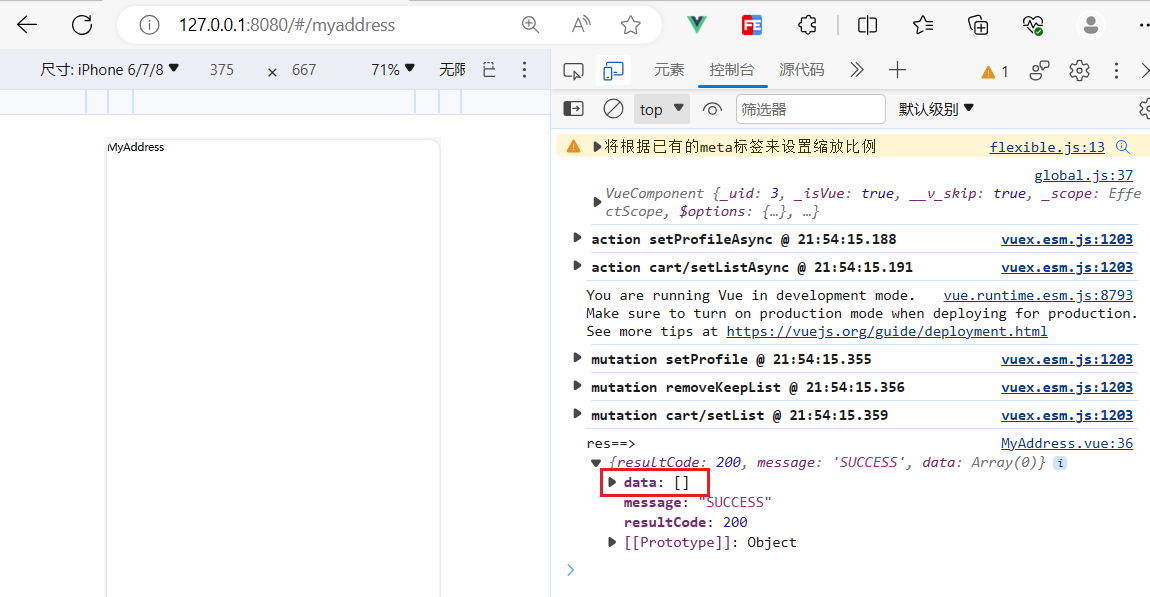 127.0.0.1:8080/#/myaddress
尺寸: iPhone 6/7/8 375 × 667 71% 无限
元素 控制台 源代码 1
top 筛选器 默认级别
MyAddress
将根据已有的meta标签来设置缩放比例 flexible.js:13
global.js:37
VueComponent {_uid: 3, _isVue: true, __v_skip: true, _scope: Effe
ctScope, $options: {…}, …}
action setProfileAsync @ 21:54:15.188 vuex.esm.js:1203
action cart/setListAsync @ 21:54:15.191 vuex.esm.js:1203
You are running Vue in development mode. vue.runtime.esm.js:8793
Make sure to turn on production mode when deploying for production.
See more tips at https://vuejs.org/guide/deployment.html
mutation setProfile @ 21:54:15.355 vuex.esm.js:1203
mutation removeKeepList @ 21:54:15.356 vuex.esm.js:1203
mutation cart/setList @ 21:54:15.359 vuex.esm.js:1203
res==> MyAddress.vue:36
{resultCode: 200, message: 'SUCCESS', data: Array(0)} i
data: []
message: "SUCCESS"
resultCode: 200
[[Prototype]]: Object